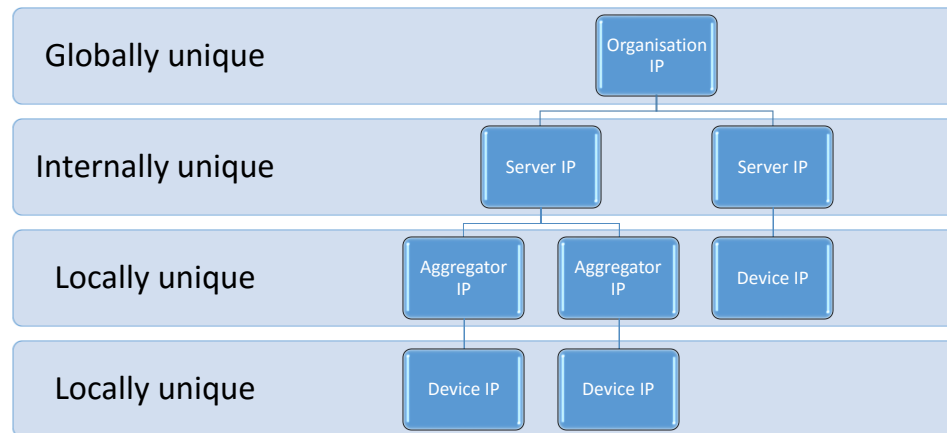 Globally unique
Organisation
IP
Internally unique
Server IP
Server IP
Locally unique
Aggregator
IP
Aggregator
IP
Device IP
Locally unique
Device IP
Device IP